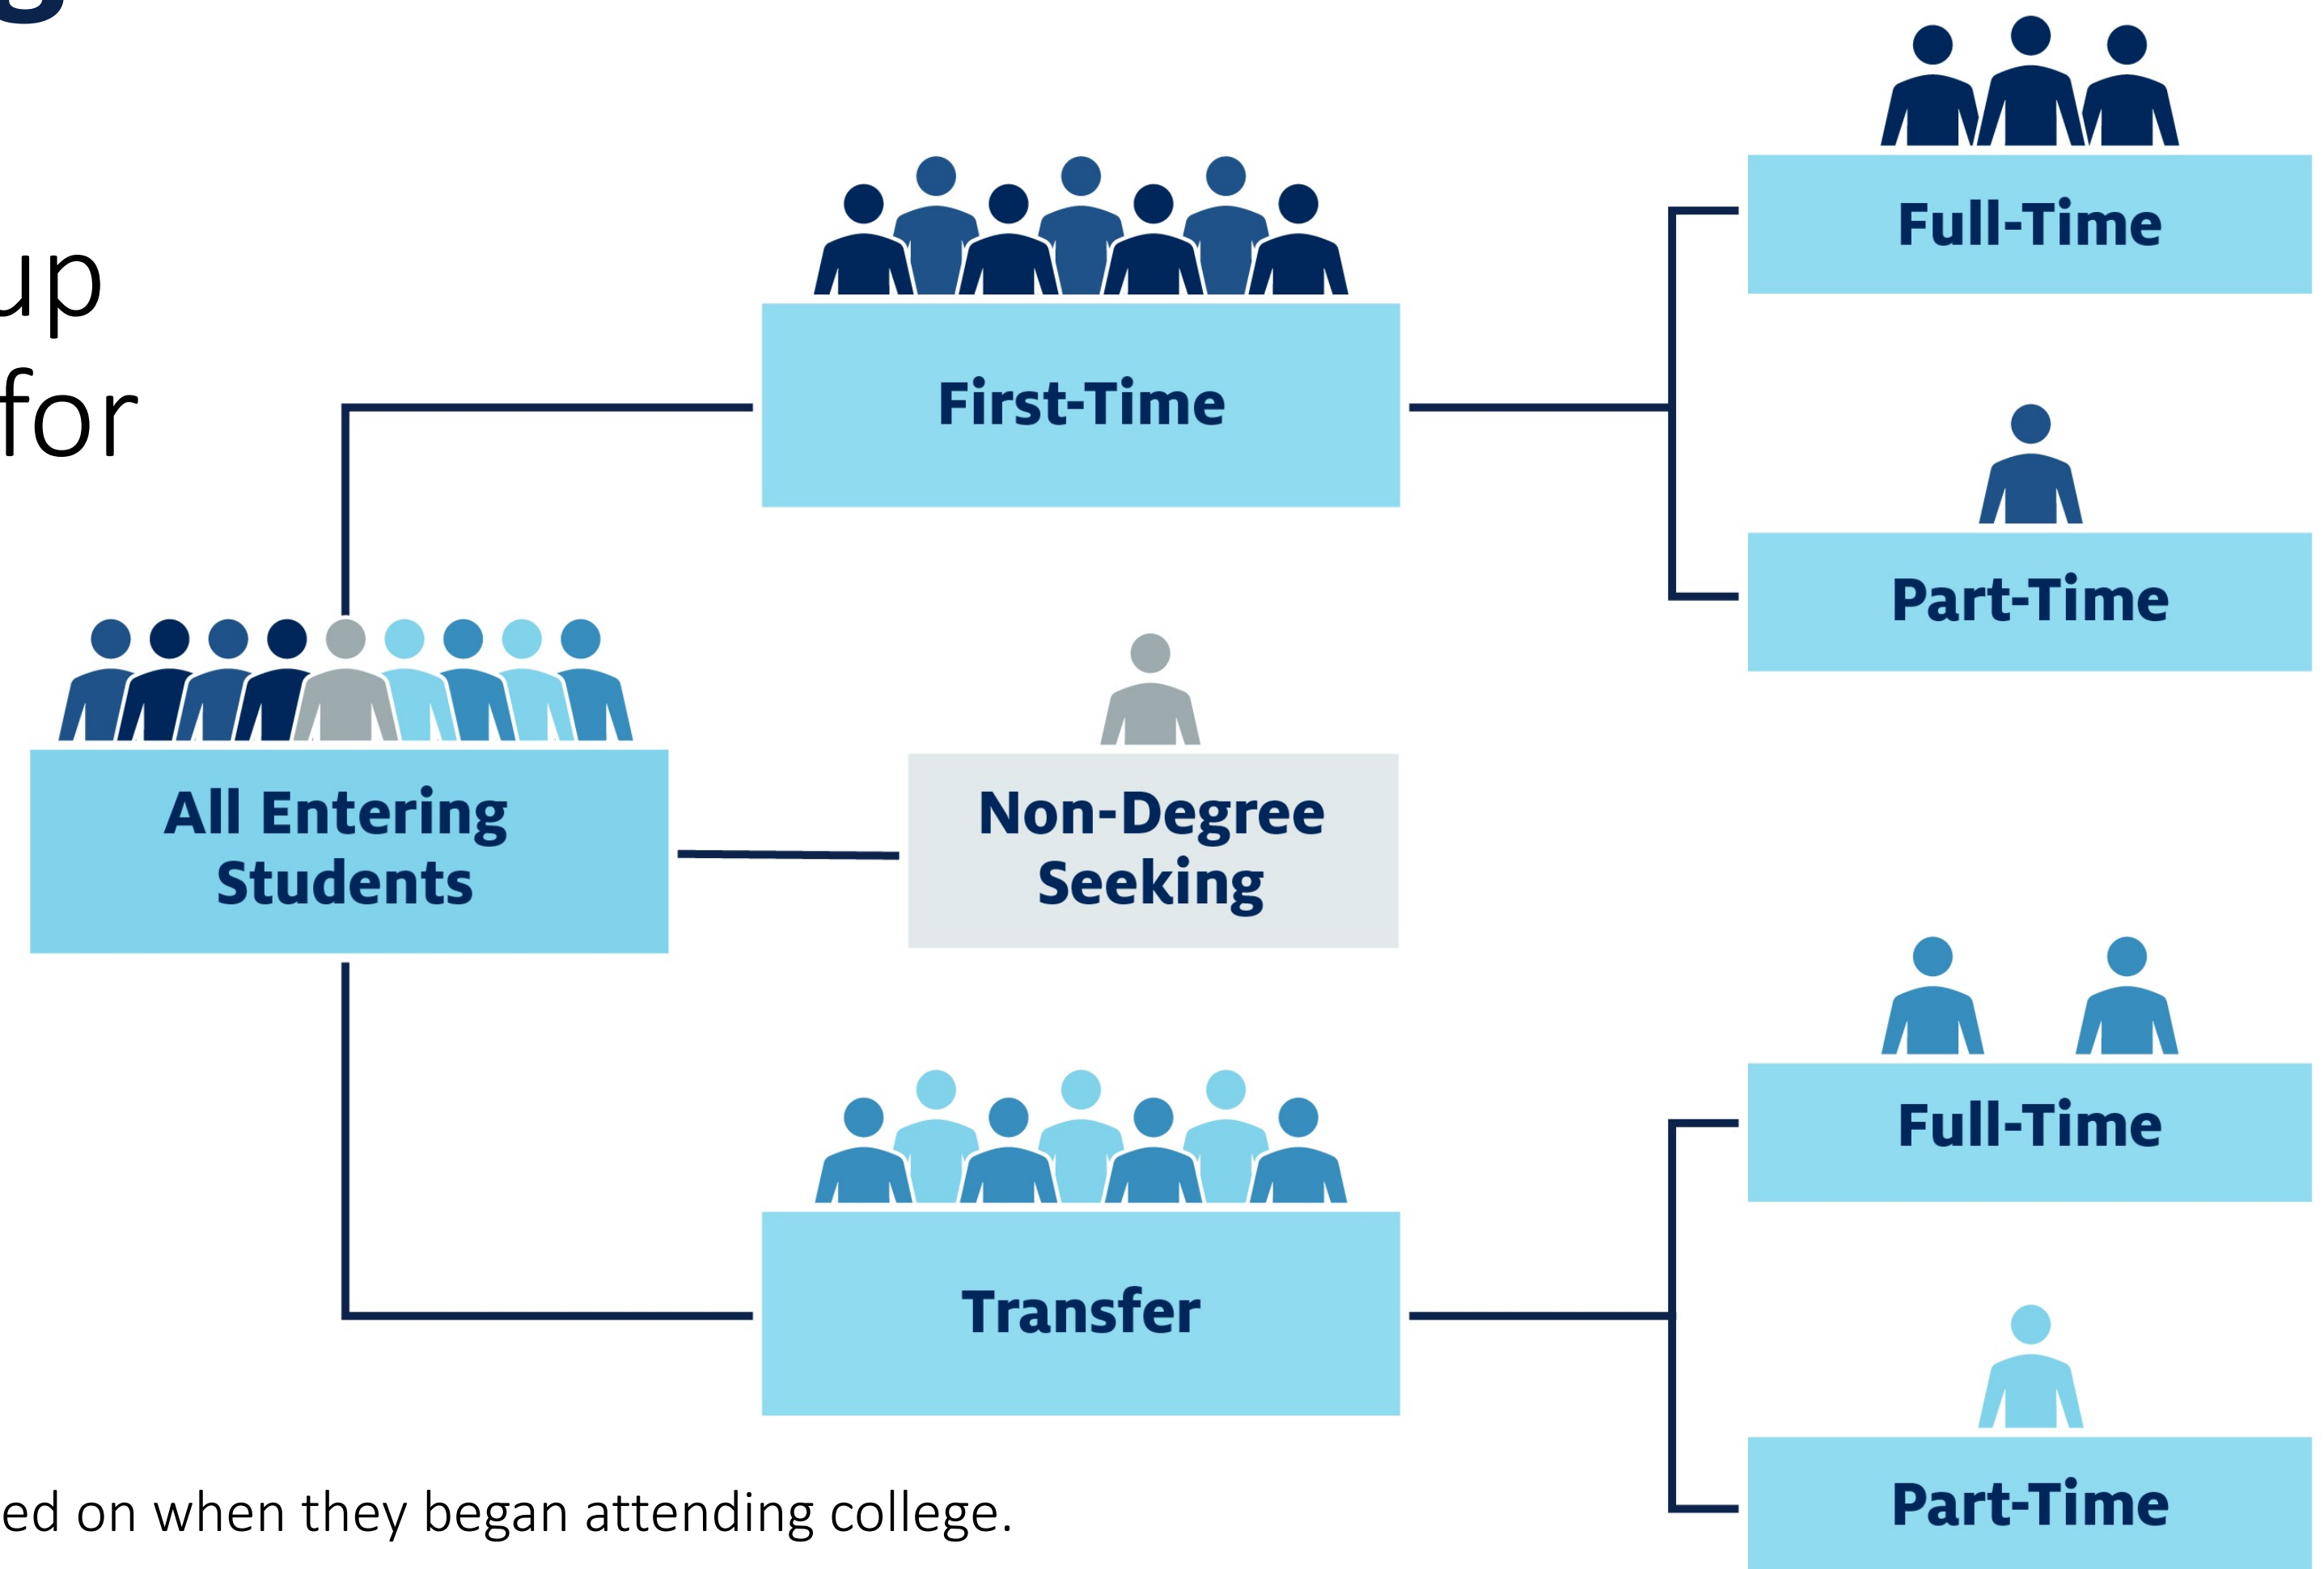 g
up
for
Full-Time
First-Time
Part-Time
All Entering
Students
Non-Degree
Seeking
Full-Time
Transfer
Part-Time
ed on when they began attending college.